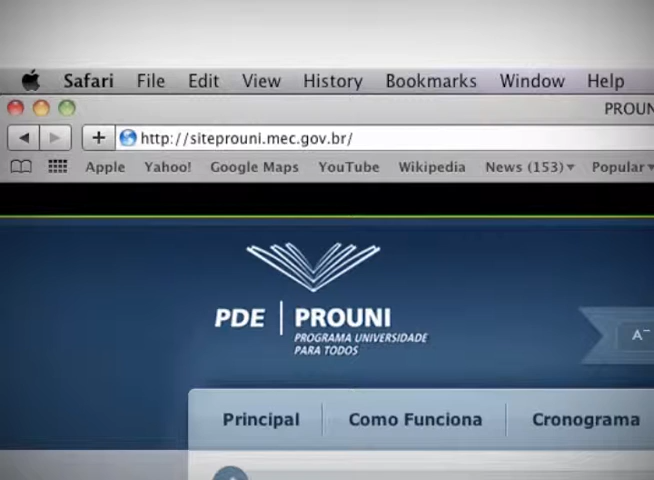 Safari File Edit View History Bookmarks Window Help
PROUN
http://siteprouni.mec.gov.br/
Apple Yahoo! Google Maps YouTube Wikipedia News (153) Popular
PDE PROUNI
PROGRAMA UNIVERSIDADE
PARA TODOS
A-
Principal Como Funciona Cronograma